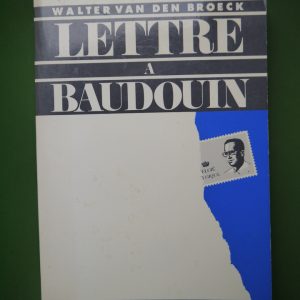 WALTER VAN DEN BROECK
LETTRE
A
BAUDOUIN